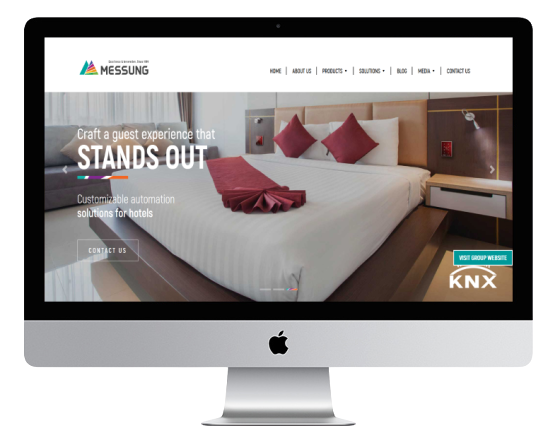 MESSUNG
HOME | ABOUT US | PRODUCTS | SOLUTIONS | BLOG | MEDIA | CONTACT US
Craft a guest experience that
STANDS OUT
Customizable automation
solutions for hotels
CONTACT US
VISIT GROUP WEBSITE
KNX